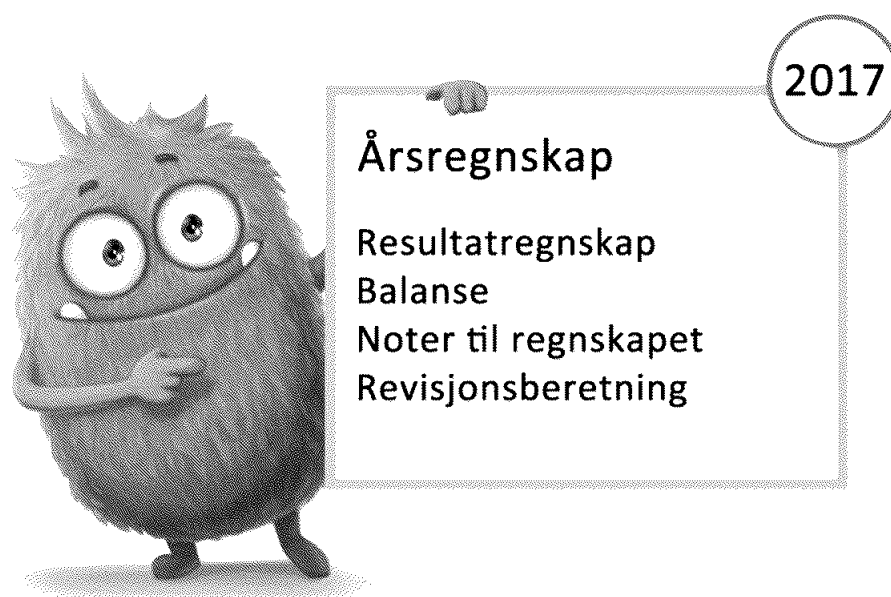 2017
Årsregnskap
Resultatregnskap
Balanse
Noter til regnskapet
Revisjonsberetning